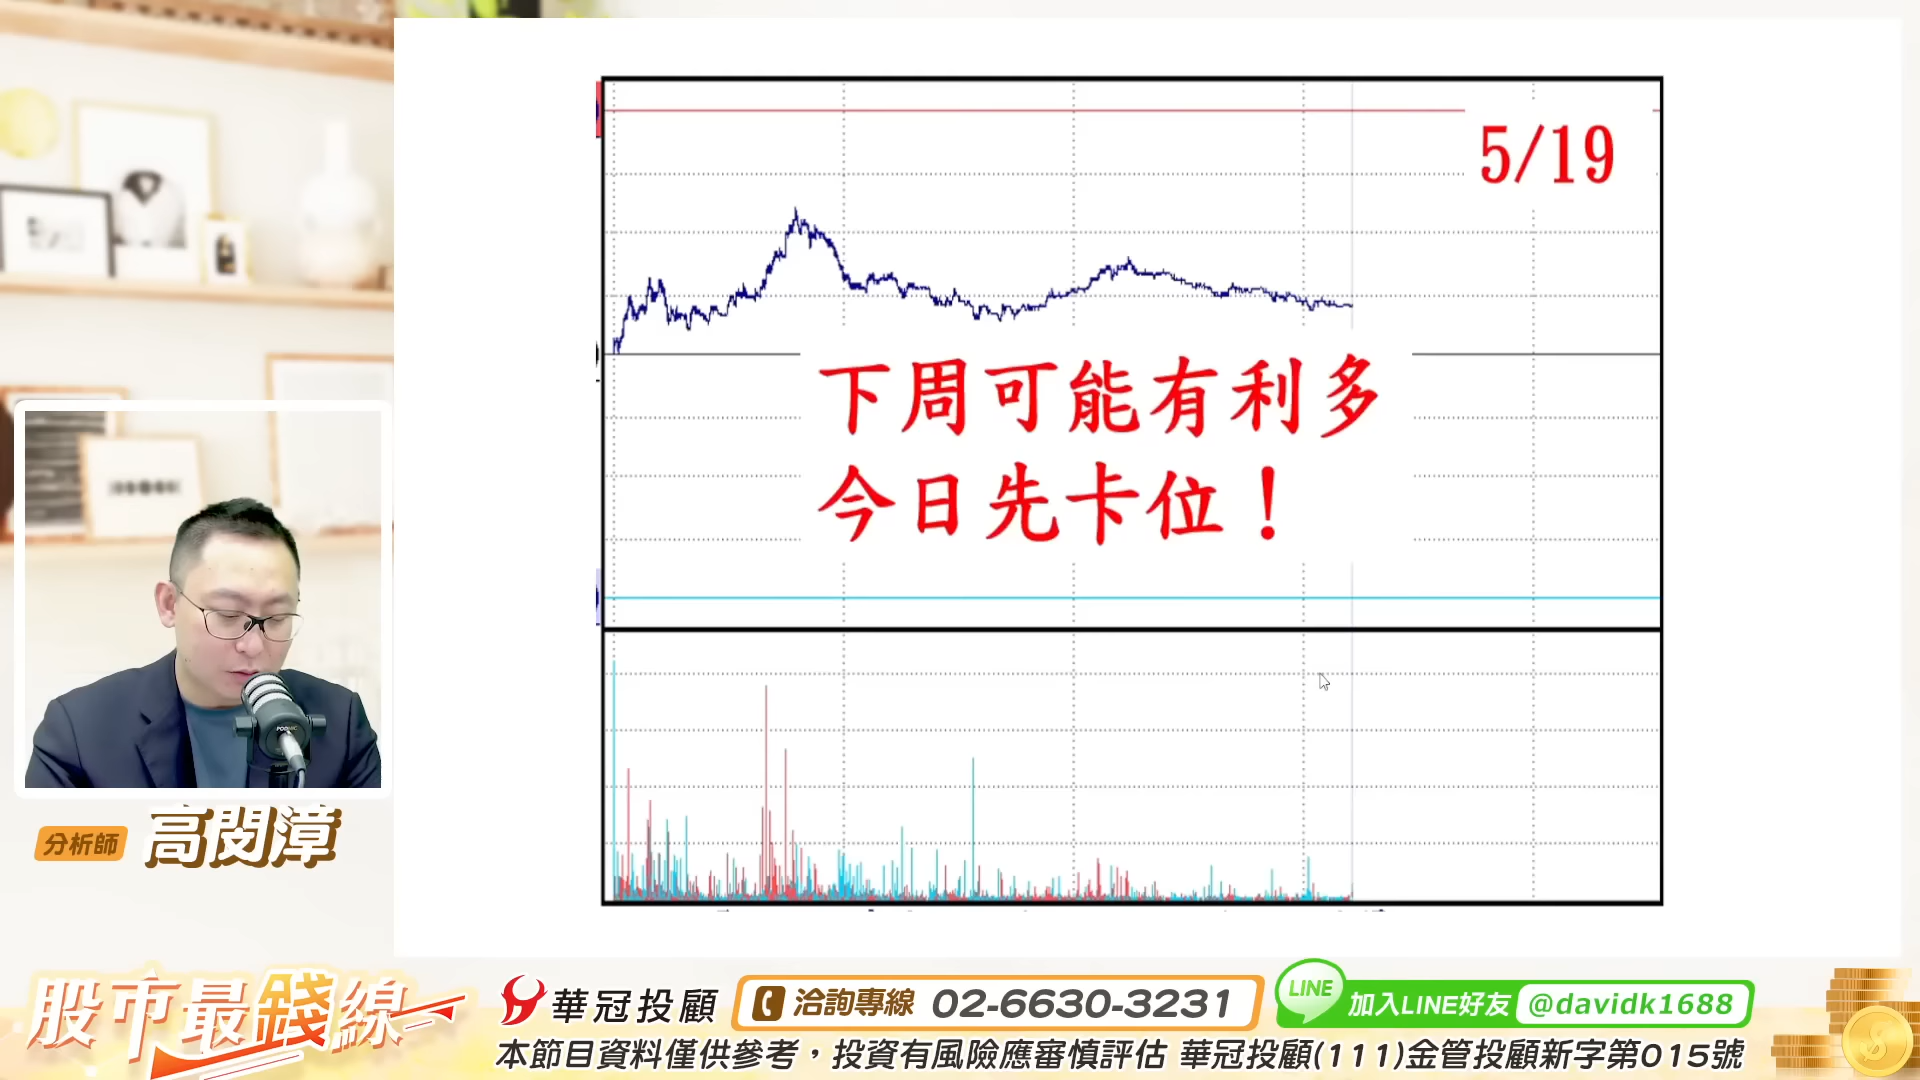 5/19
下周可能有利多
今日先卡位！
分析師 高閔漳
股市最錢線
華冠投顧
洽詢專線 02-6630-3231
LINE
加入LINE好友 @davidk1688
本節目資料僅供參考，投資有風險應審慎評估 華冠投顧(111)金管投顧新字第015號